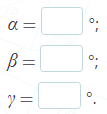 α = °;
β = °;
γ = °.